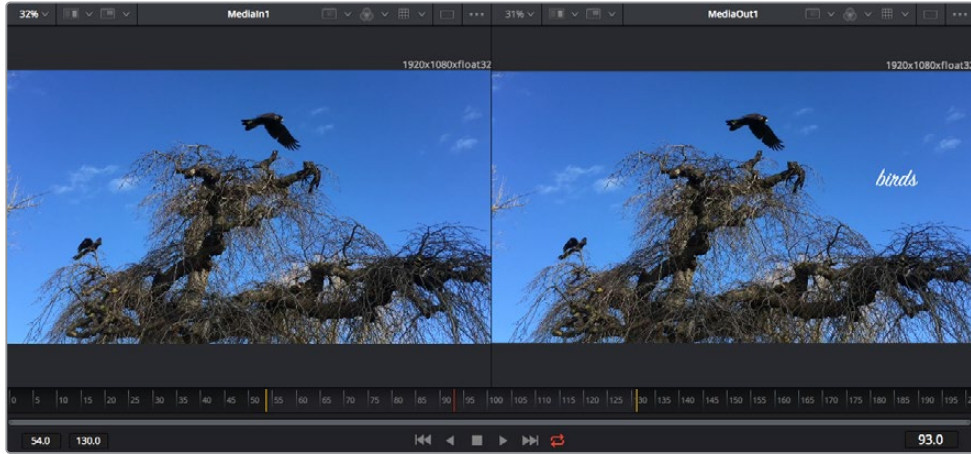 32% MediaIn1 31% MediaOut1
1920x1080xfloat32 1920x1080xfloat32
birds
0 5 10 15 20 25 30 35 40 45 50 55 60 65 70 75 80 85 90 95 100 105 110 115 120 125 130 135 140 145 150 155 160 165 170 175 180 185 190 195
54.0 130.0 93.0